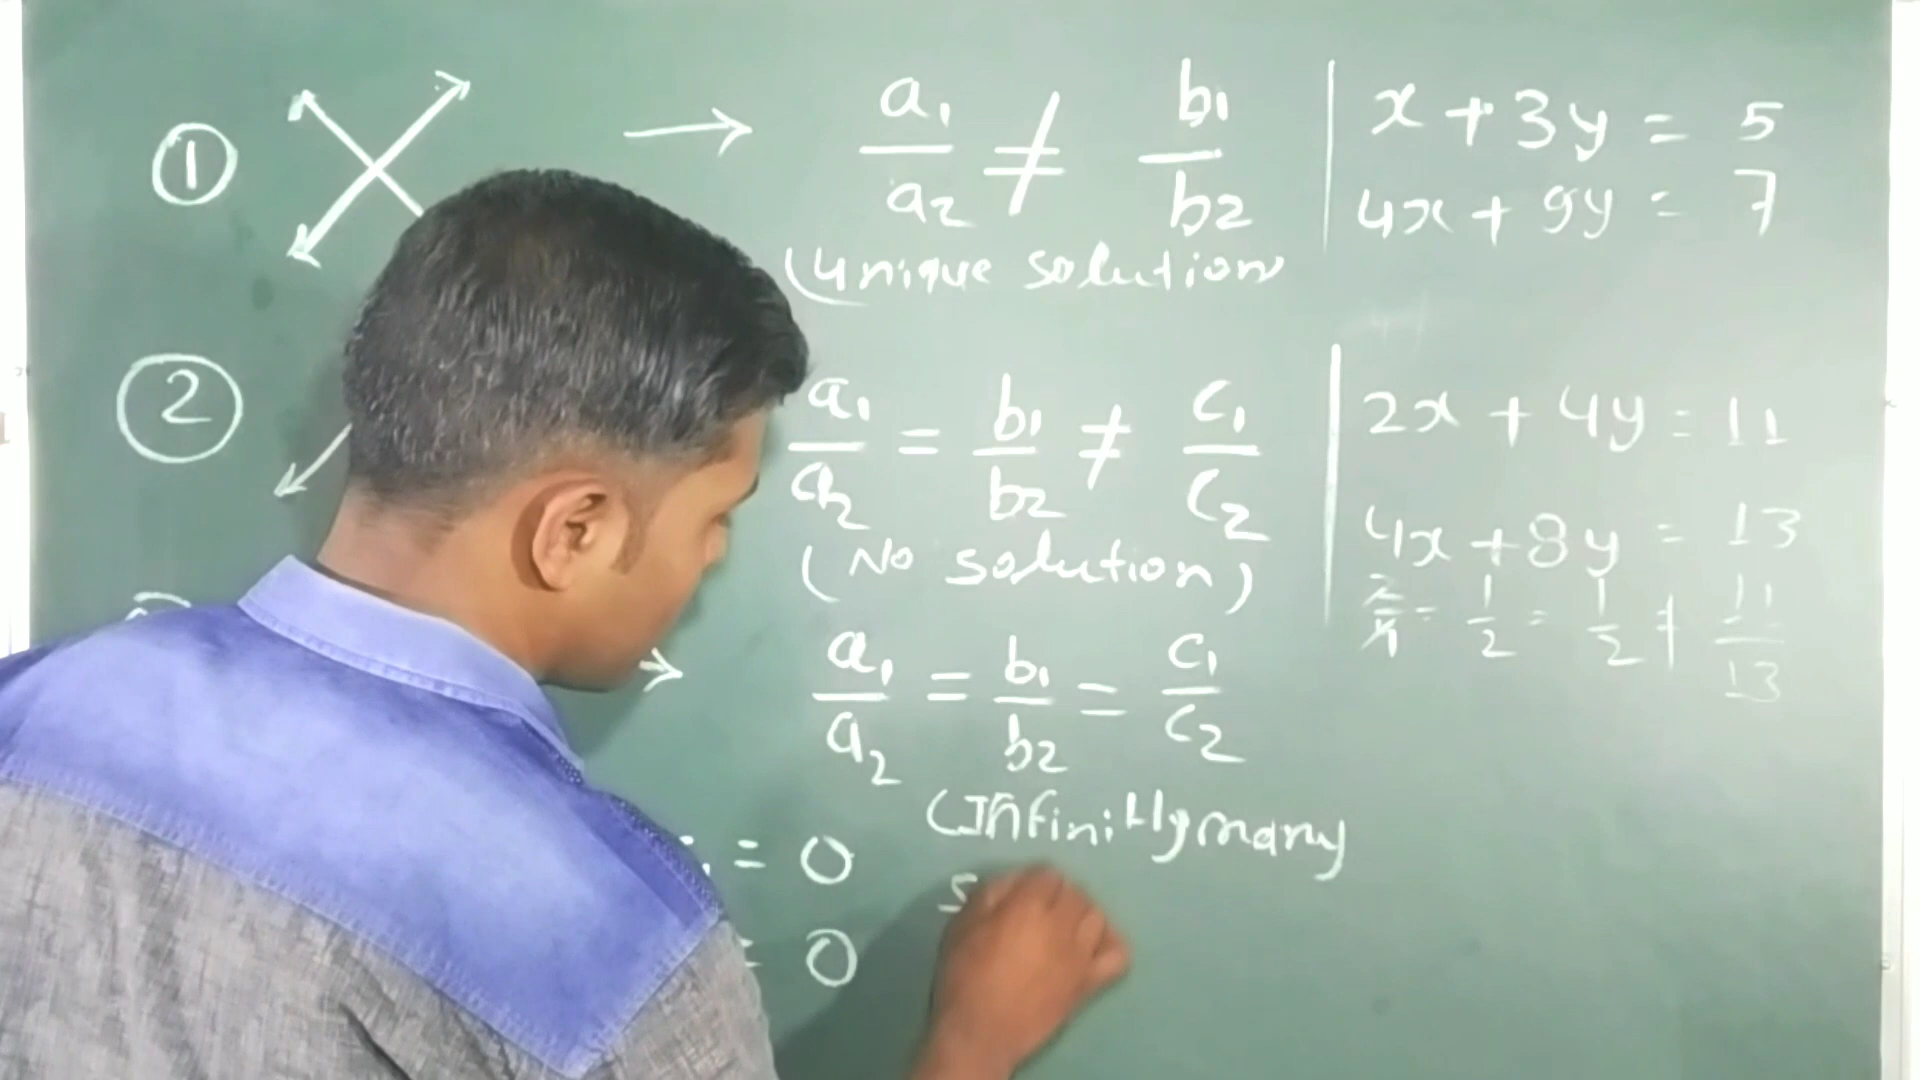 ① → a₁/a₂ ≠ b₁/b₂ | x + 3y = 5
4x + 9y = 7
(Unique solution
② a₁/a₂ = b₁/b₂ ≠ c₁/c₂ | 2x + 4y = 11
4x + 8y = 13
(No solution)
2/4 = 1/2 = 1/2 ≠ 11/13
→ a₁/a₂ = b₁/b₂ = c₁/c₂
(Infinitly many
= 0
= 0